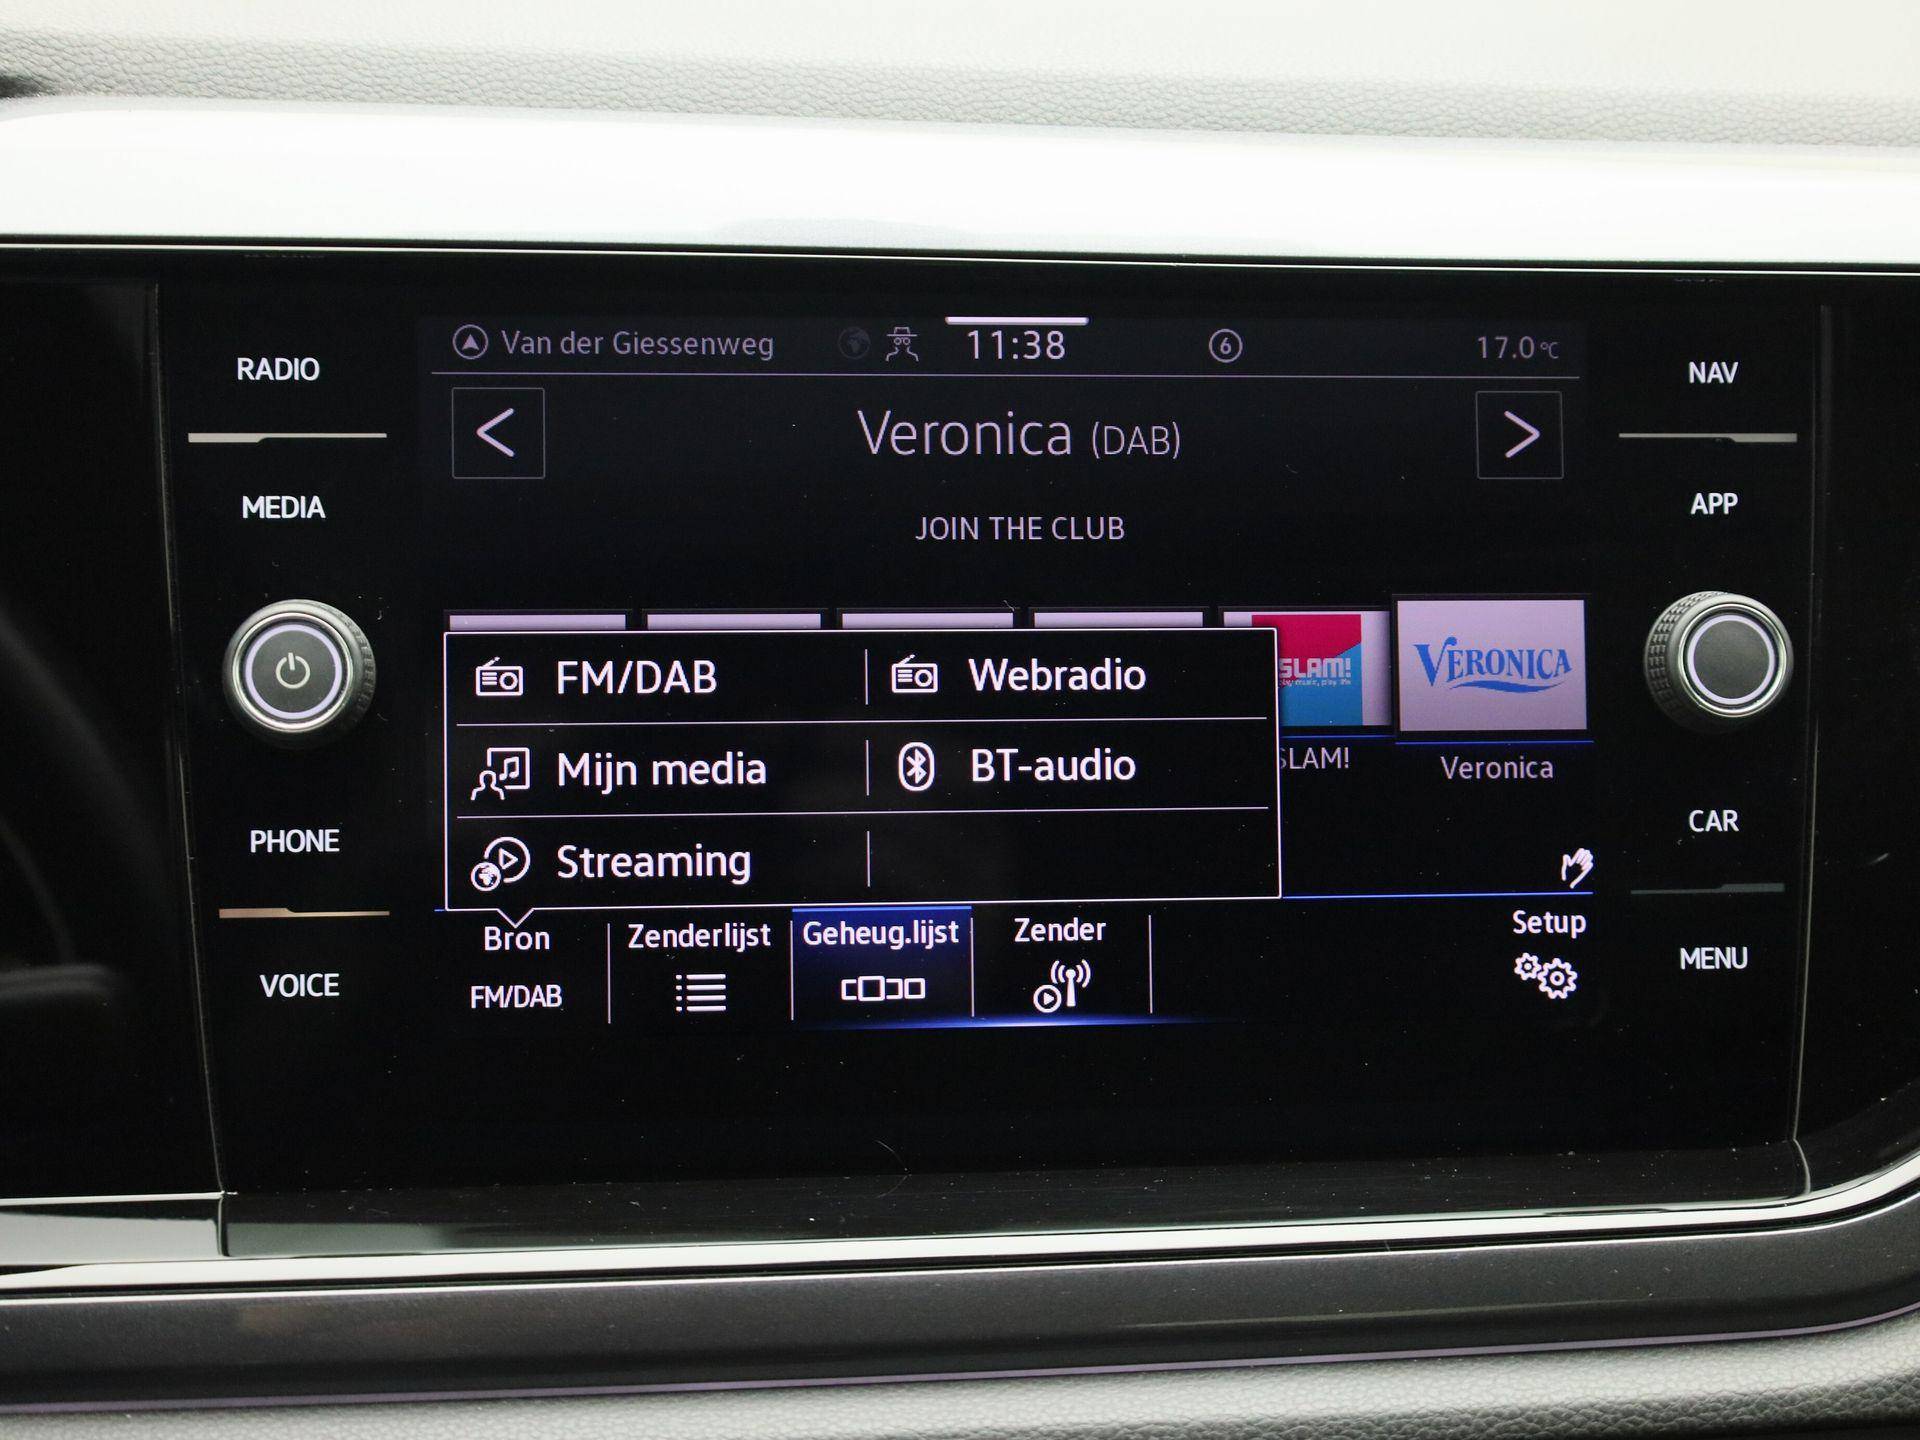 RADIO
MEDIA
PHONE
VOICE
Van der Giessenweg
11:38
6
17.0 °C
Veronica (DAB)
JOIN THE CLUB
FM/DAB
Webradio
Mijn media
BT-audio
Streaming
SLAM!
VERONICA
SLAM!
Veronica
Bron
FM/DAB
Zenderlijst
Geheug.lijst
Zender
Setup
NAV
APP
CAR
MENU